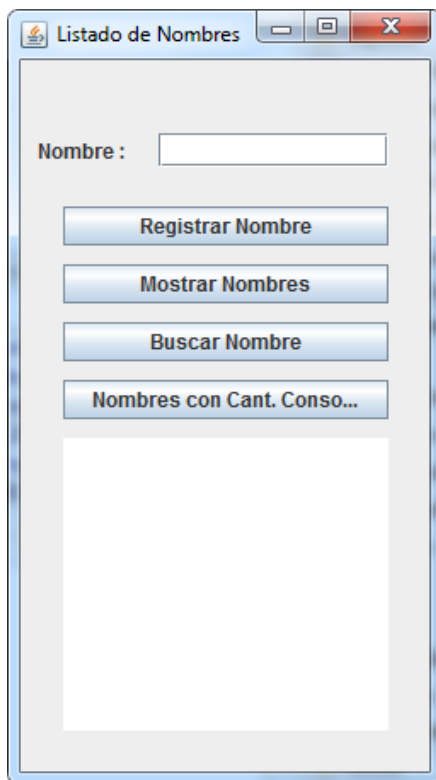 Listado de Nombres
Nombre :
Registrar Nombre
Mostrar Nombres
Buscar Nombre
Nombres con Cant. Conso...